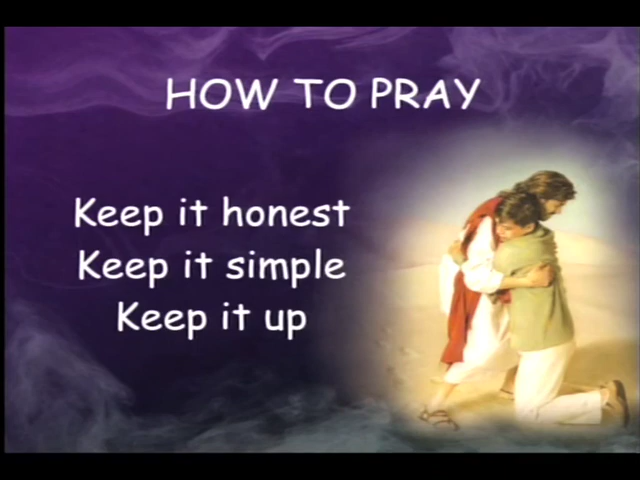 HOW TO PRAY
Keep it honest
Keep it simple
Keep it up